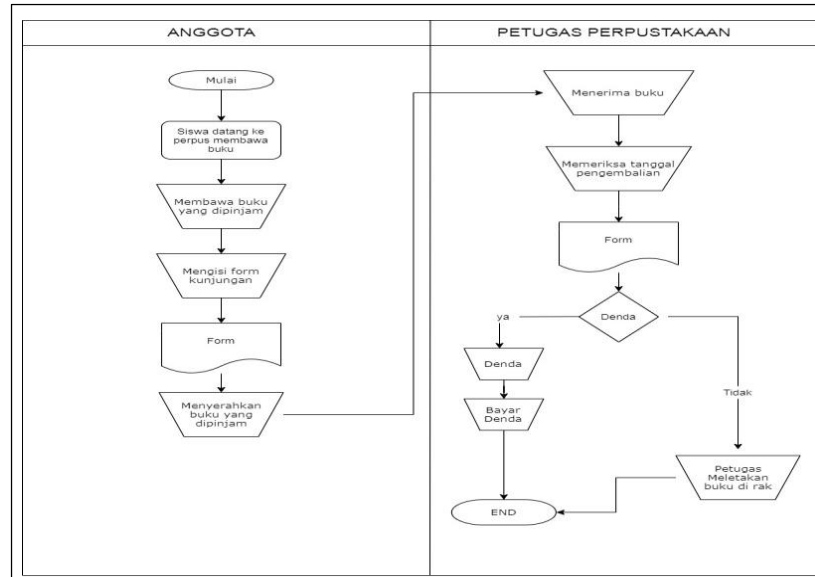 ANGGOTA
Mulai
Siswa datang ke
perpus membawa
buku
Membawa buku
yang dipinjam
Mengisi form
kunjungan
Form
Menyerahkan
buku yang
dipinjam
PETUGAS PERPUSTAKAAN
Menerima buku
Memeriksa tanggal
pengembalian
Form
Denda
ya
Denda
Bayar
Denda
Tidak
Petugas
Meletakan
buku di rak
END